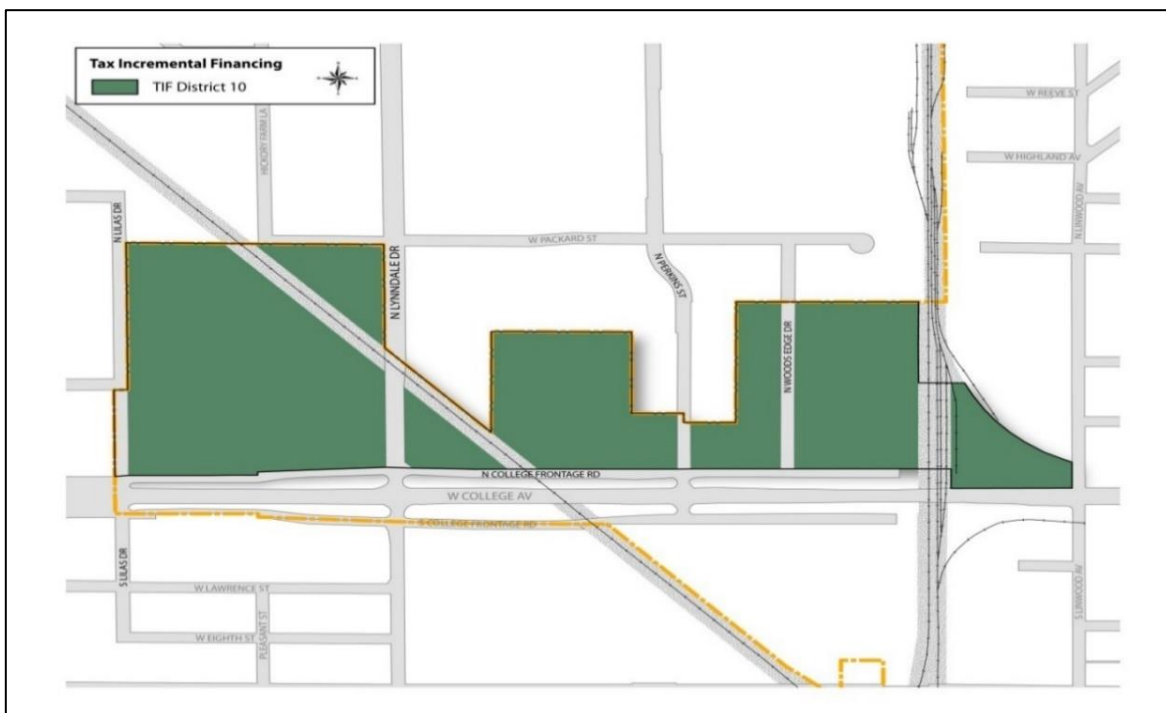 Tax Incremental Financing
TIF District 10
HICKORY FARM LA
W REEVE ST
W HIGHLAND AV
N LINWOOD AV
N LILAS DR
N LYNNDALE DR
W PACKARD ST
N PERKINS ST
N WOODS EDGE DR
N COLLEGE FRONTAGE RD
W COLLEGE AV
S COLLEGE FRONTAGE RD
S LILAS DR
W LAWRENCE ST
PLEASANT ST
W EIGHTH ST
S LINWOOD AV